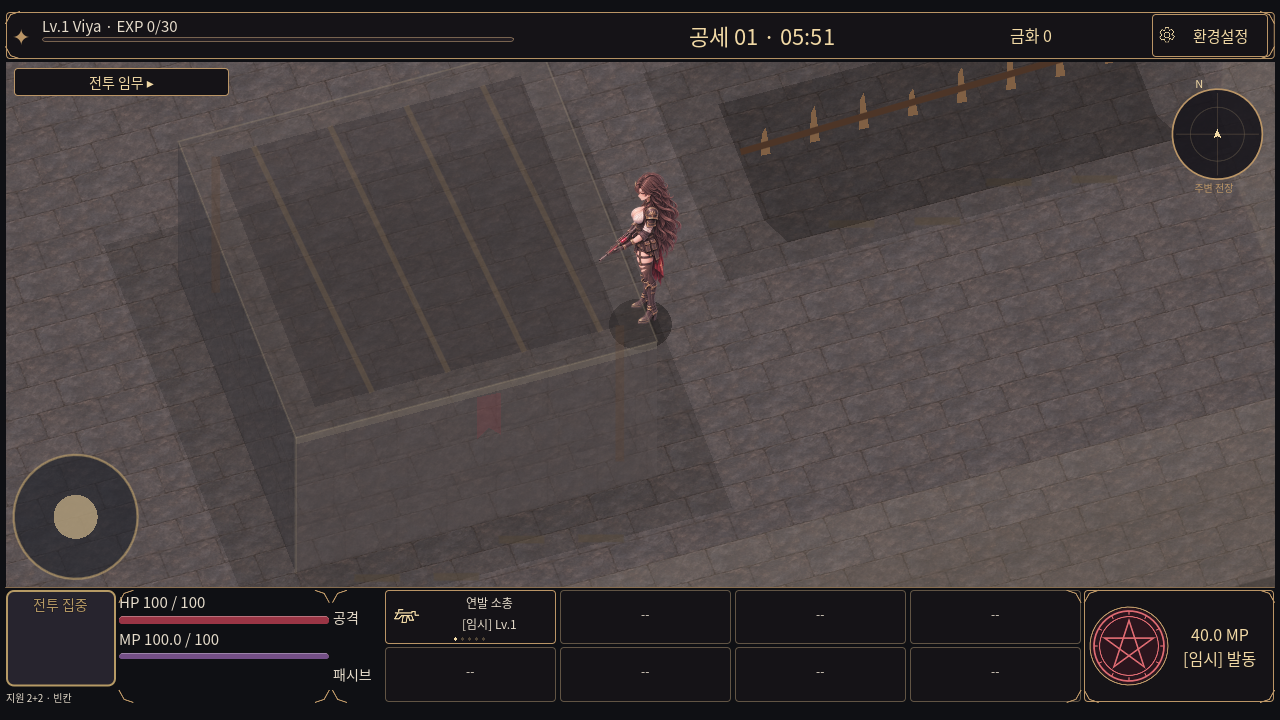 Lv.1 Viya · EXP 0/30
공세 01 · 05:51
금화 0
환경설정
전투 임무 ▸
N
주변 전장
전투 집중
HP 100 / 100
MP 100.0 / 100
지원 2+2 · 빈칸
공격
패시브
연발 소총
[임시] Lv.1
--
--
--
--
--
--
--
40.0 MP
[임시] 발동